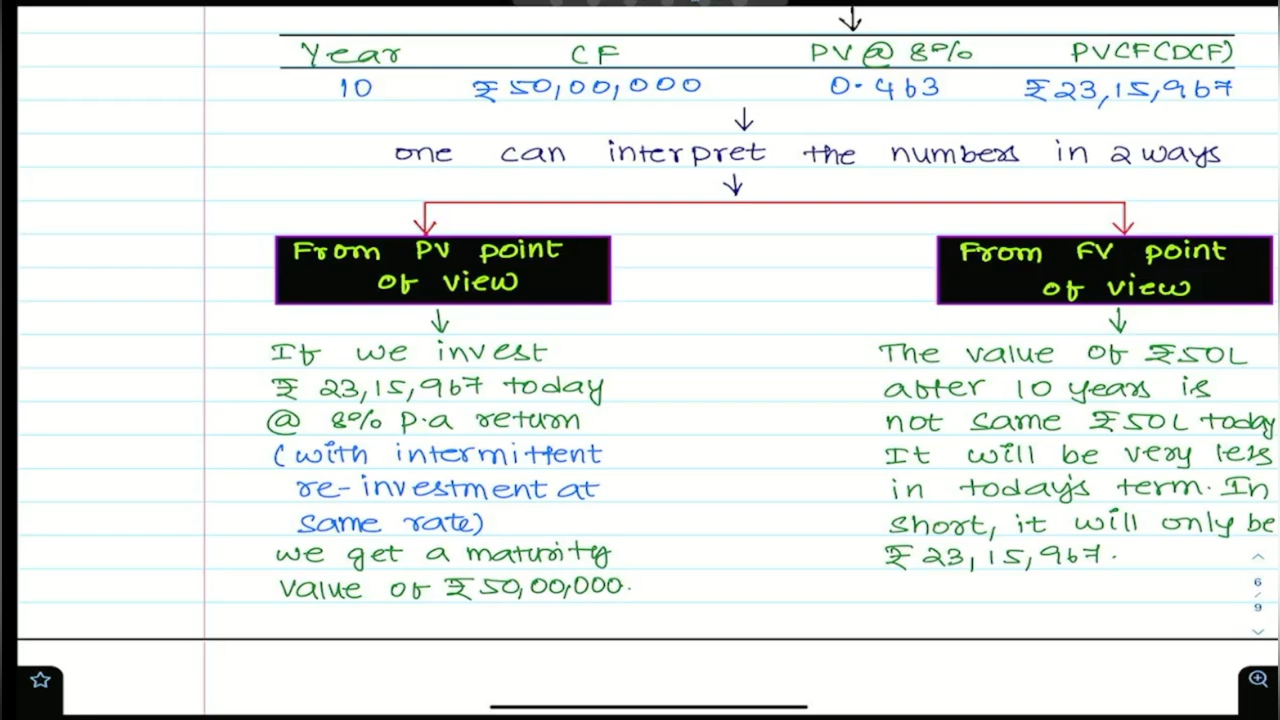 Year CF PV @ 8% PVCF(DCF)
10 ₹50,00,000 0.463 ₹23,15,967
one can interpret the numbers in 2 ways
From PV point
of view
If we invest
₹ 23,15,967 today
@ 8% p.a return
(with intermittent
re-investment at
same rate)
we get a maturity
value of ₹50,00,000.
From FV point
of view
The value of ₹50L
after 10 years is
not same ₹50L today
It will be very less
in today's term. In
short, it will only be
₹23,15,967.
6
/
9